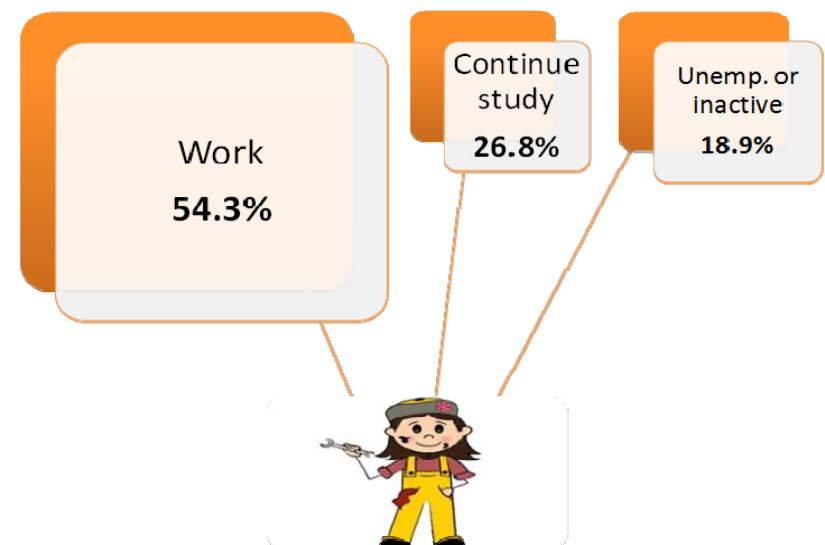 Work
54.3%
Continue
study
26.8%
Unemp. or
inactive
18.9%